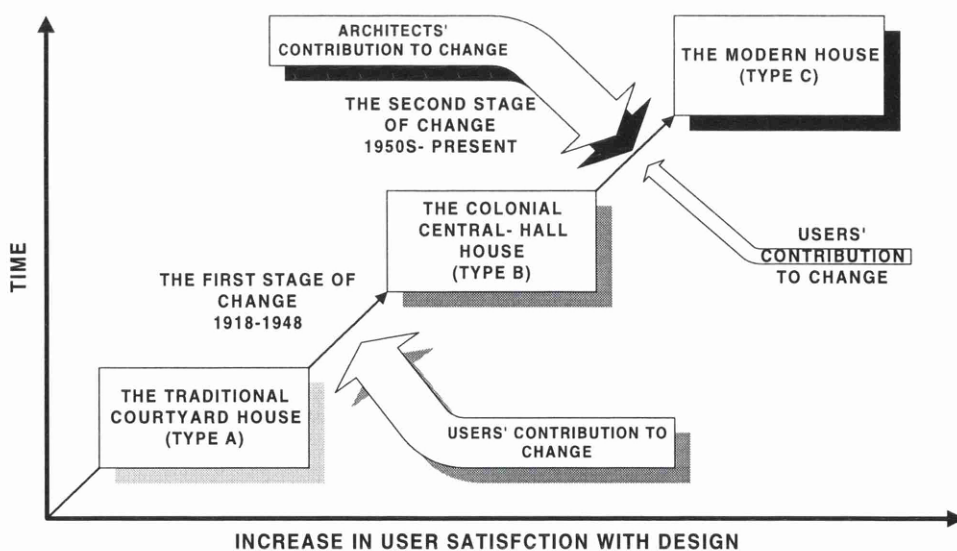 ARCHITECTS'
CONTRIBUTION TO CHANGE
THE MODERN HOUSE
(TYPE C)
THE SECOND STAGE
OF CHANGE
1950S- PRESENT
THE COLONIAL
CENTRAL- HALL
HOUSE
(TYPE B)
USERS'
CONTRIBUTION
TO CHANGE
TIME
THE FIRST STAGE OF
CHANGE
1918-1948
THE TRADITIONAL
COURTYARD HOUSE
(TYPE A)
USERS' CONTRIBUTION TO
CHANGE
INCREASE IN USER SATISFCTION WITH DESIGN